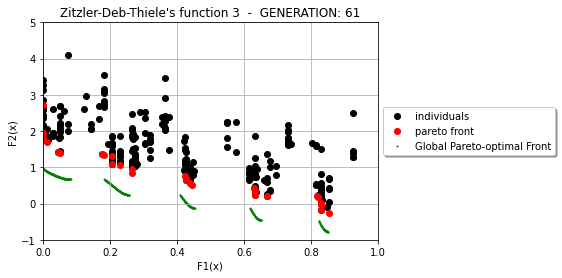 Zitzler-Deb-Thiele's function 3 - GENERATION: 61
5
4
3
2
1
0
−1
F2(x)
0.0 0.2 0.4 0.6 0.8 1.0
F1(x)
individuals
pareto front
Global Pareto-optimal Front